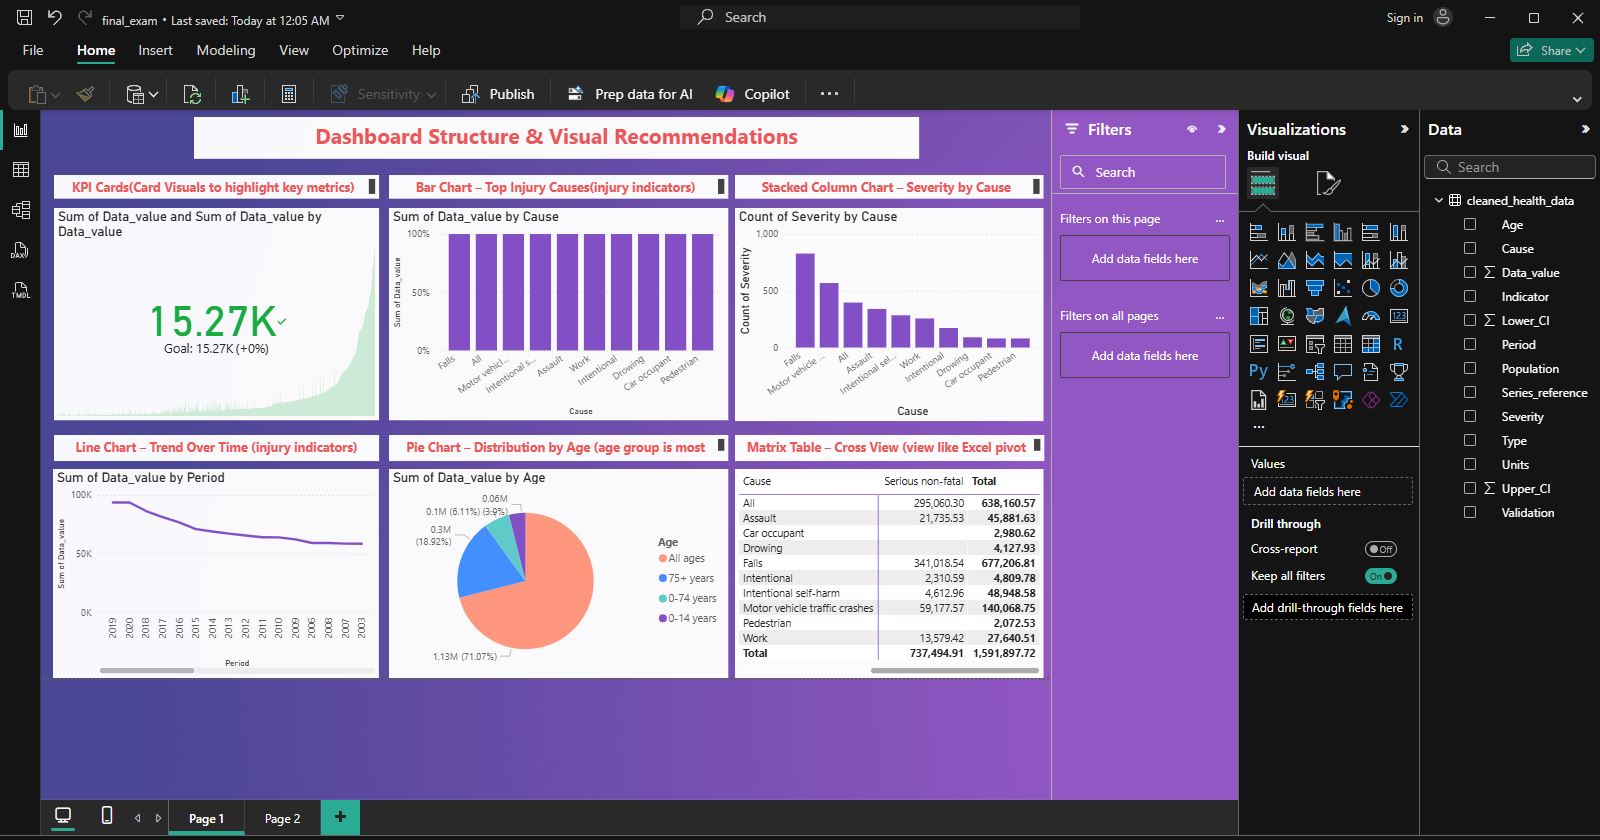 final_exam • Last saved: Today at 12:05 AM
Search
Sign in
File Home Insert Modeling View Optimize Help
Share
Sensitivity
Publish
Prep data for AI
Copilot
Dashboard Structure & Visual Recommendations
KPI Cards(Card Visuals to highlight key metrics)
Sum of Data_value and Sum of Data_value by
Data_value
15.27K
Goal: 15.27K (+0%)
Bar Chart – Top Injury Causes(injury indicators)
Sum of Data_value by Cause
Sum of Data_value
100%
50%
0%
Falls
All
Motor vehicl...
Intentional s...
Assault
Work
Intentional
Drowing
Car occupant
Pedestrian
Cause
Stacked Column Chart – Severity by Cause
Count of Severity by Cause
Count of Severity
1,000
500
0
Falls
Motor vehicle ...
All
Assault
Intentional sel...
Work
Intentional
Drowing
Car occupant
Pedestrian
Cause
Line Chart – Trend Over Time (injury indicators)
Sum of Data_value by Period
Sum of Data_value
100K
50K
0K
2019
2020
2018
2017
2016
2015
2014
2013
2012
2011
2010
2009
2006
2008
2007
2003
Period
Pie Chart – Distribution by Age (age group is most
Sum of Data_value by Age
0.06M
0.1M (6.11%) (3.9%)
0.3M
(18.92%)
1.13M (71.07%)
Age
All ages
75+ years
0-74 years
0-14 years
Matrix Table – Cross View (view like Excel pivot
Cause Serious non-fatal Total
All 295,060.30 638,160.57
Assault 21,735.53 45,881.63
Car occupant 2,980.62
Drowing 4,127.93
Falls 341,018.54 677,206.81
Intentional 2,310.59 4,809.78
Intentional self-harm 4,612.96 48,948.58
Motor vehicle traffic crashes 59,177.57 140,068.75
Pedestrian 2,072.53
Work 13,579.42 27,640.51
Total 737,494.91 1,591,897.72
Filters
Search
Filters on this page ...
Add data fields here
Filters on all pages ...
Add data fields here
Visualizations
Build visual
123
R
Py
123
...
Values
Add data fields here
Drill through
Cross-report Off
Keep all filters On
Add drill-through fields here
Data
Search
cleaned_health_data
Age
Cause
Σ Data_value
Indicator
Σ Lower_CI
Period
Population
Series_reference
Severity
Type
Units
Σ Upper_CI
Validation
DAX
TMDL
Page 1 Page 2 +